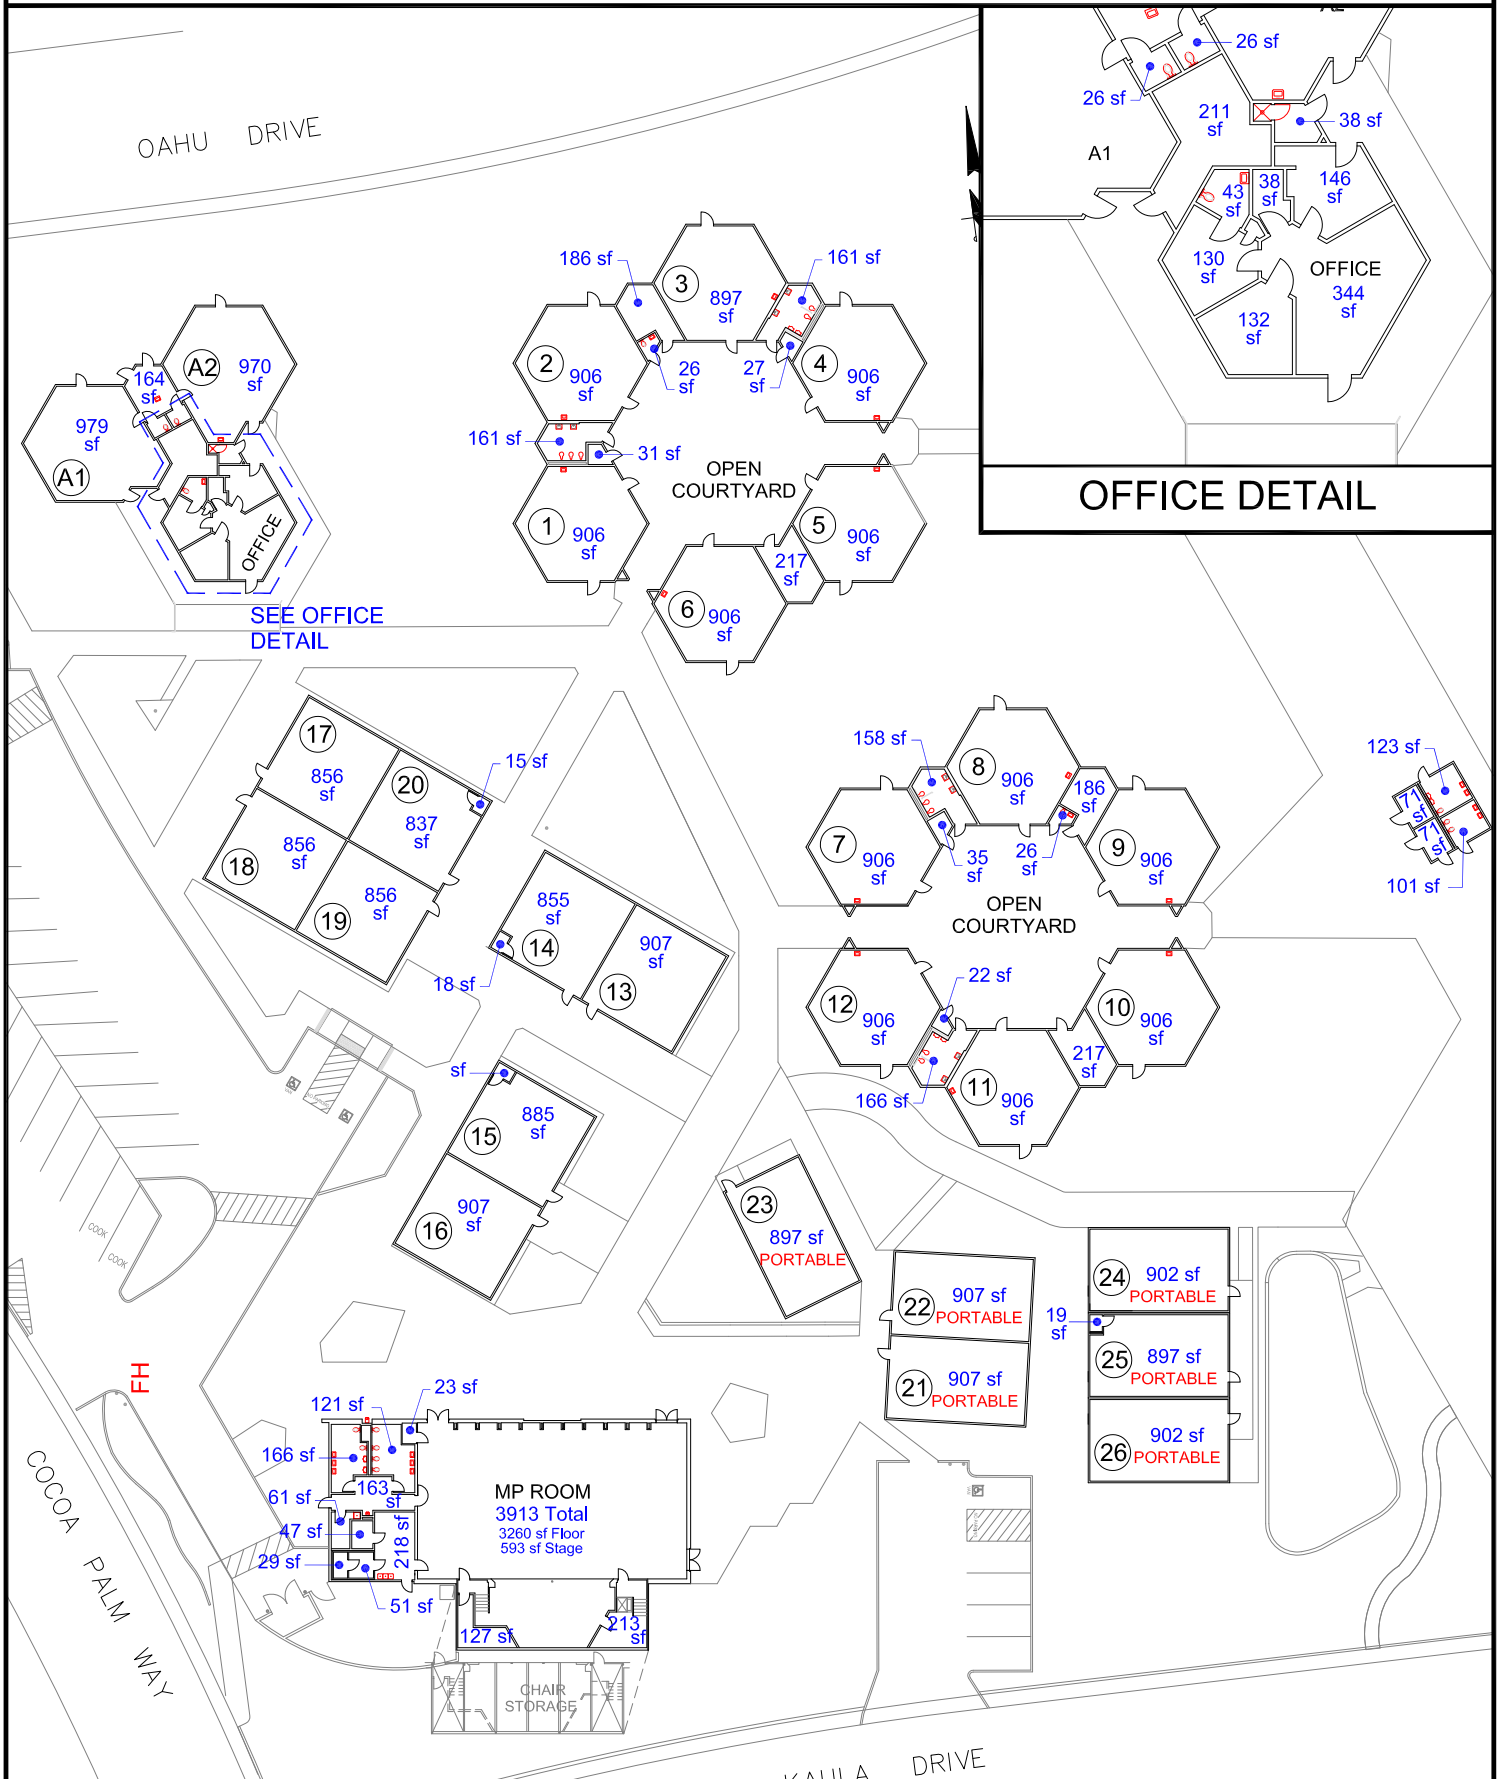 OAHU DRIVE
26 sf
26 sf
211
sf
38 sf
A1
43
sf
38
sf
146
sf
130
sf
OFFICE
344
sf
132
sf
OFFICE DETAIL
186 sf
3
897
sf
161 sf
2
906
sf
26
sf
27
sf
4
906
sf
161 sf
31 sf
OPEN
COURTYARD
1
906
sf
5
906
sf
217
sf
6
906
sf
A2
970
sf
164
sf
979
sf
A1
OFFICE
SEE OFFICE
DETAIL
17
856
sf
20
837
sf
15 sf
18
856
sf
19
856
sf
855
sf
14
18 sf
907
sf
13
158 sf
8
906
sf
186
sf
7
906
sf
35
sf
26
sf
9
906
sf
OPEN
COURTYARD
123 sf
71
sf
71
sf
101 sf
12
906
sf
22 sf
10
906
sf
217
sf
11
906
sf
166 sf
sf
885
sf
15
907
sf
16
23
897 sf
PORTABLE
22
907 sf
PORTABLE
21
907 sf
PORTABLE
24
902 sf
PORTABLE
19
sf
25
897 sf
PORTABLE
26
902 sf
PORTABLE
COOK
COOK
FH
23 sf
121 sf
166 sf
163
sf
61 sf
47 sf
218 sf
29 sf
51 sf
MP ROOM
3913 Total
3260 sf Floor
593 sf Stage
127 sf
213
sf
CHAIR
STORAGE
COCOA PALM WAY
DRIVE